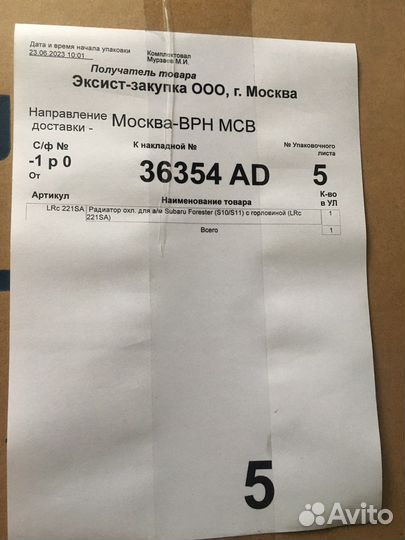 Дата и время начала упаковки
23.06.2023 10:01
Комплектовал
Мурзаев М.И.
Получатель товара
Эксист-закупка ООО, г. Москва
Направление доставки - Москва-ВРН МСВ
С/ф № К накладной № № Упаковочного листа
-1 р 0 36354 AD 5
От
Артикул Наименование товара К-во в УЛ
LRc 221SA Радиатор охл. для а/м Subaru Forester (S10/S11) с горловиной (LRc 1
221SA)
Всего 1
5
Avito